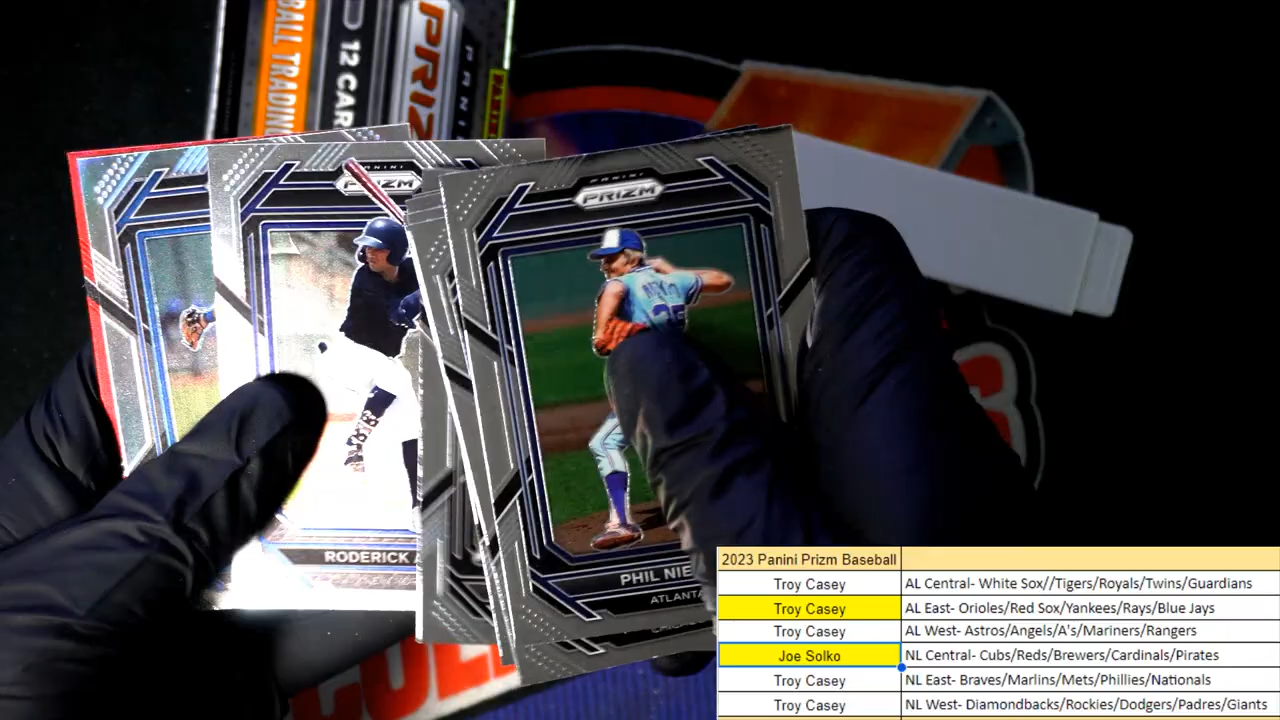 BALL TRADING
12 CAR
PRIZ
PANINI
PRIZM
PANINI
PRIZM
RODERICK A
PHIL NIE
ATLANTA
2023 Panini Prizm Baseball
Troy Casey AL Central- White Sox//Tigers/Royals/Twins/Guardians
Troy Casey AL East- Orioles/Red Sox/Yankees/Rays/Blue Jays
Troy Casey AL West- Astros/Angels/A's/Mariners/Rangers
Joe Solko NL Central- Cubs/Reds/Brewers/Cardinals/Pirates
Troy Casey NL East- Braves/Marlins/Mets/Phillies/Nationals
Troy Casey NL West- Diamondbacks/Rockies/Dodgers/Padres/Giants